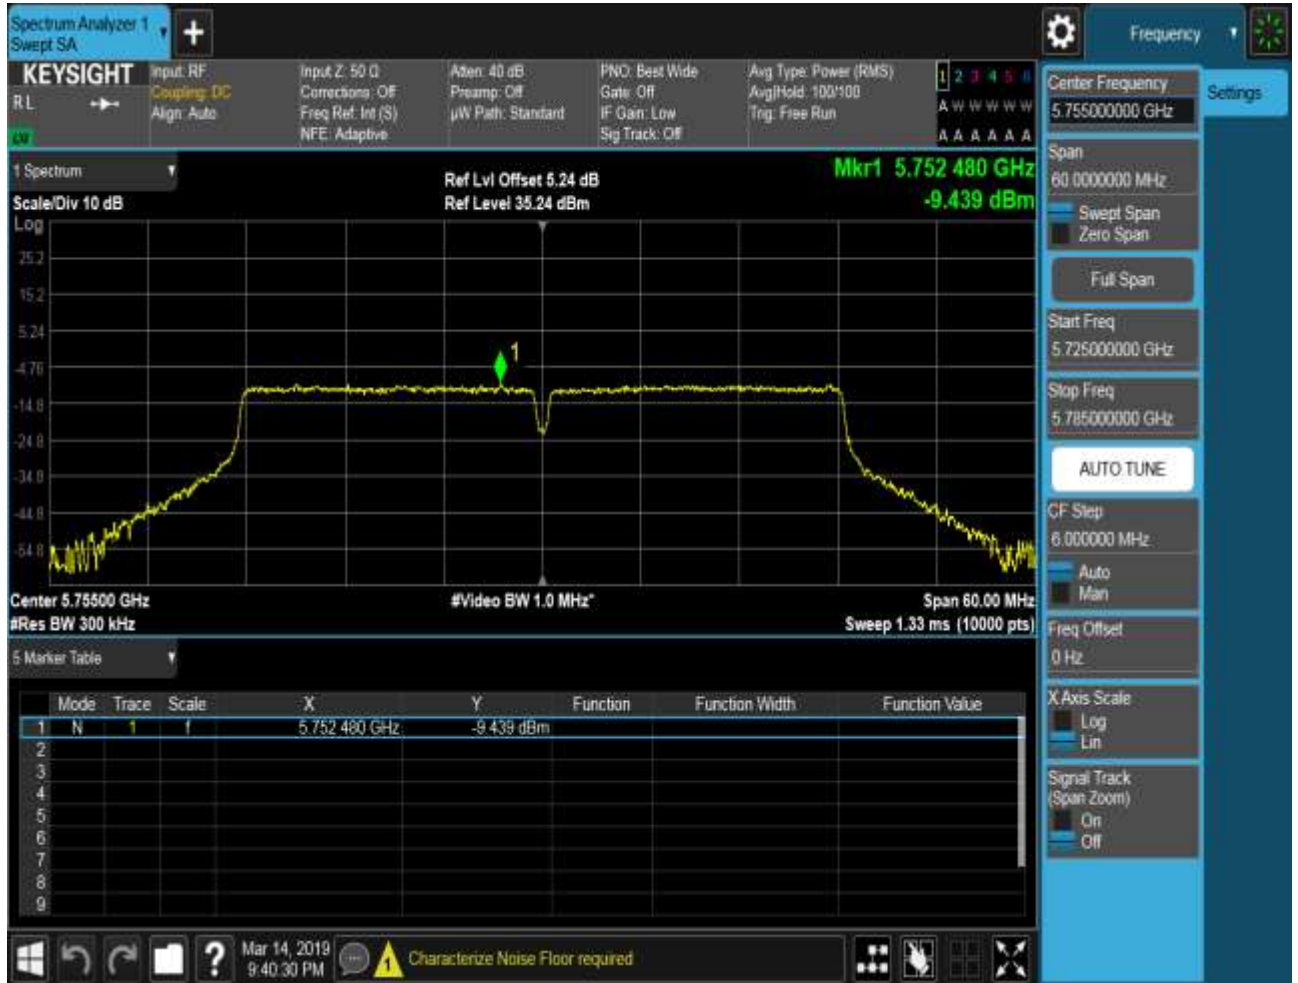 Spectrum Analyzer 1
Swept SA
+
Frequency
KEYSIGHT
RL
Input: RF
Coupling: DC
Align: Auto
Input Z: 50 Ω
Corrections: Off
Freq Ref: Int (S)
NFE: Adaptive
Atten: 40 dB
Preamp: Off
µW Path: Standard
PNO: Best Wide
Gate: Off
IF Gain: Low
Sig Track: Off
Avg Type: Power (RMS)
Avg|Hold: 100/100
Trig: Free Run
1 2 3 4 5 6
A W W W W W
A A A A A A
1 Spectrum
Scale/Div 10 dB
Ref Lvl Offset 5.24 dB
Ref Level 35.24 dBm
Mkr1 5.752 480 GHz
-9.439 dBm
Log
25.2
15.2
5.24
-4.76
-14.8
-24.8
-34.8
-44.8
-54.8
1
Center 5.75500 GHz
#Res BW 300 kHz
#Video BW 1.0 MHz*
Span 60.00 MHz
Sweep 1.33 ms (10000 pts)
5 Marker Table
Mode Trace Scale X Y Function Function Width Function Value
1 N 1 f 5.752 480 GHz -9.439 dBm
2
3
4
5
6
7
8
9
Mar 14, 2019
9:40:30 PM
?
1
Characterize Noise Floor required
Settings
Center Frequency
5.755000000 GHz
Span
60.0000000 MHz
Swept Span
Zero Span
Full Span
Start Freq
5.725000000 GHz
Stop Freq
5.785000000 GHz
AUTO TUNE
CF Step
6.000000 MHz
Auto
Man
Freq Offset
0 Hz
X Axis Scale
Log
Lin
Signal Track
(Span Zoom)
On
Off